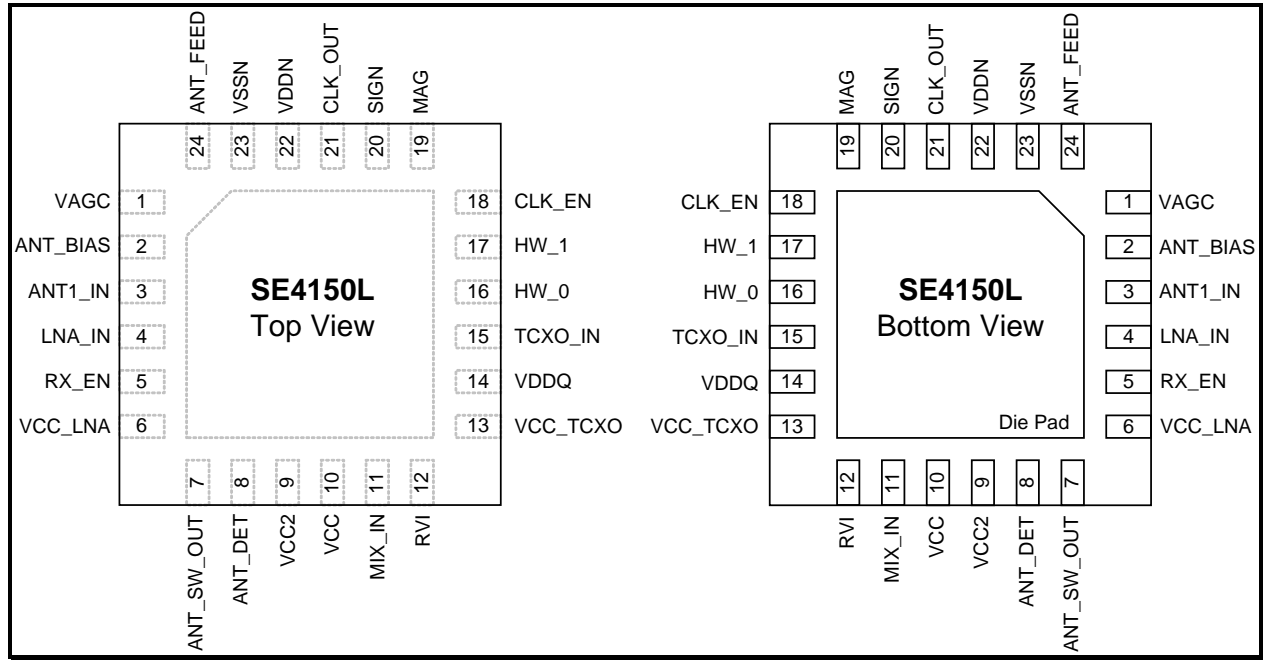 ANT_FEED
VSSN
VDDN
CLK_OUT
SIGN
MAG
24
23
22
21
20
19
VAGC 1
ANT_BIAS 2
ANT1_IN 3
LNA_IN 4
RX_EN 5
VCC_LNA 6
SE4150L
Top View
18 CLK_EN
17 HW_1
16 HW_0
15 TCXO_IN
14 VDDQ
13 VCC_TCXO
7
8
9
10
11
12
ANT_SW_OUT
ANT_DET
VCC2
VCC
MIX_IN
RVI
MAG
SIGN
CLK_OUT
VDDN
VSSN
ANT_FEED
19
20
21
22
23
24
CLK_EN 18
HW_1 17
HW_0 16
TCXO_IN 15
VDDQ 14
VCC_TCXO 13
SE4150L
Bottom View
Die Pad
1 VAGC
2 ANT_BIAS
3 ANT1_IN
4 LNA_IN
5 RX_EN
6 VCC_LNA
12
11
10
9
8
7
RVI
MIX_IN
VCC
VCC2
ANT_DET
ANT_SW_OUT